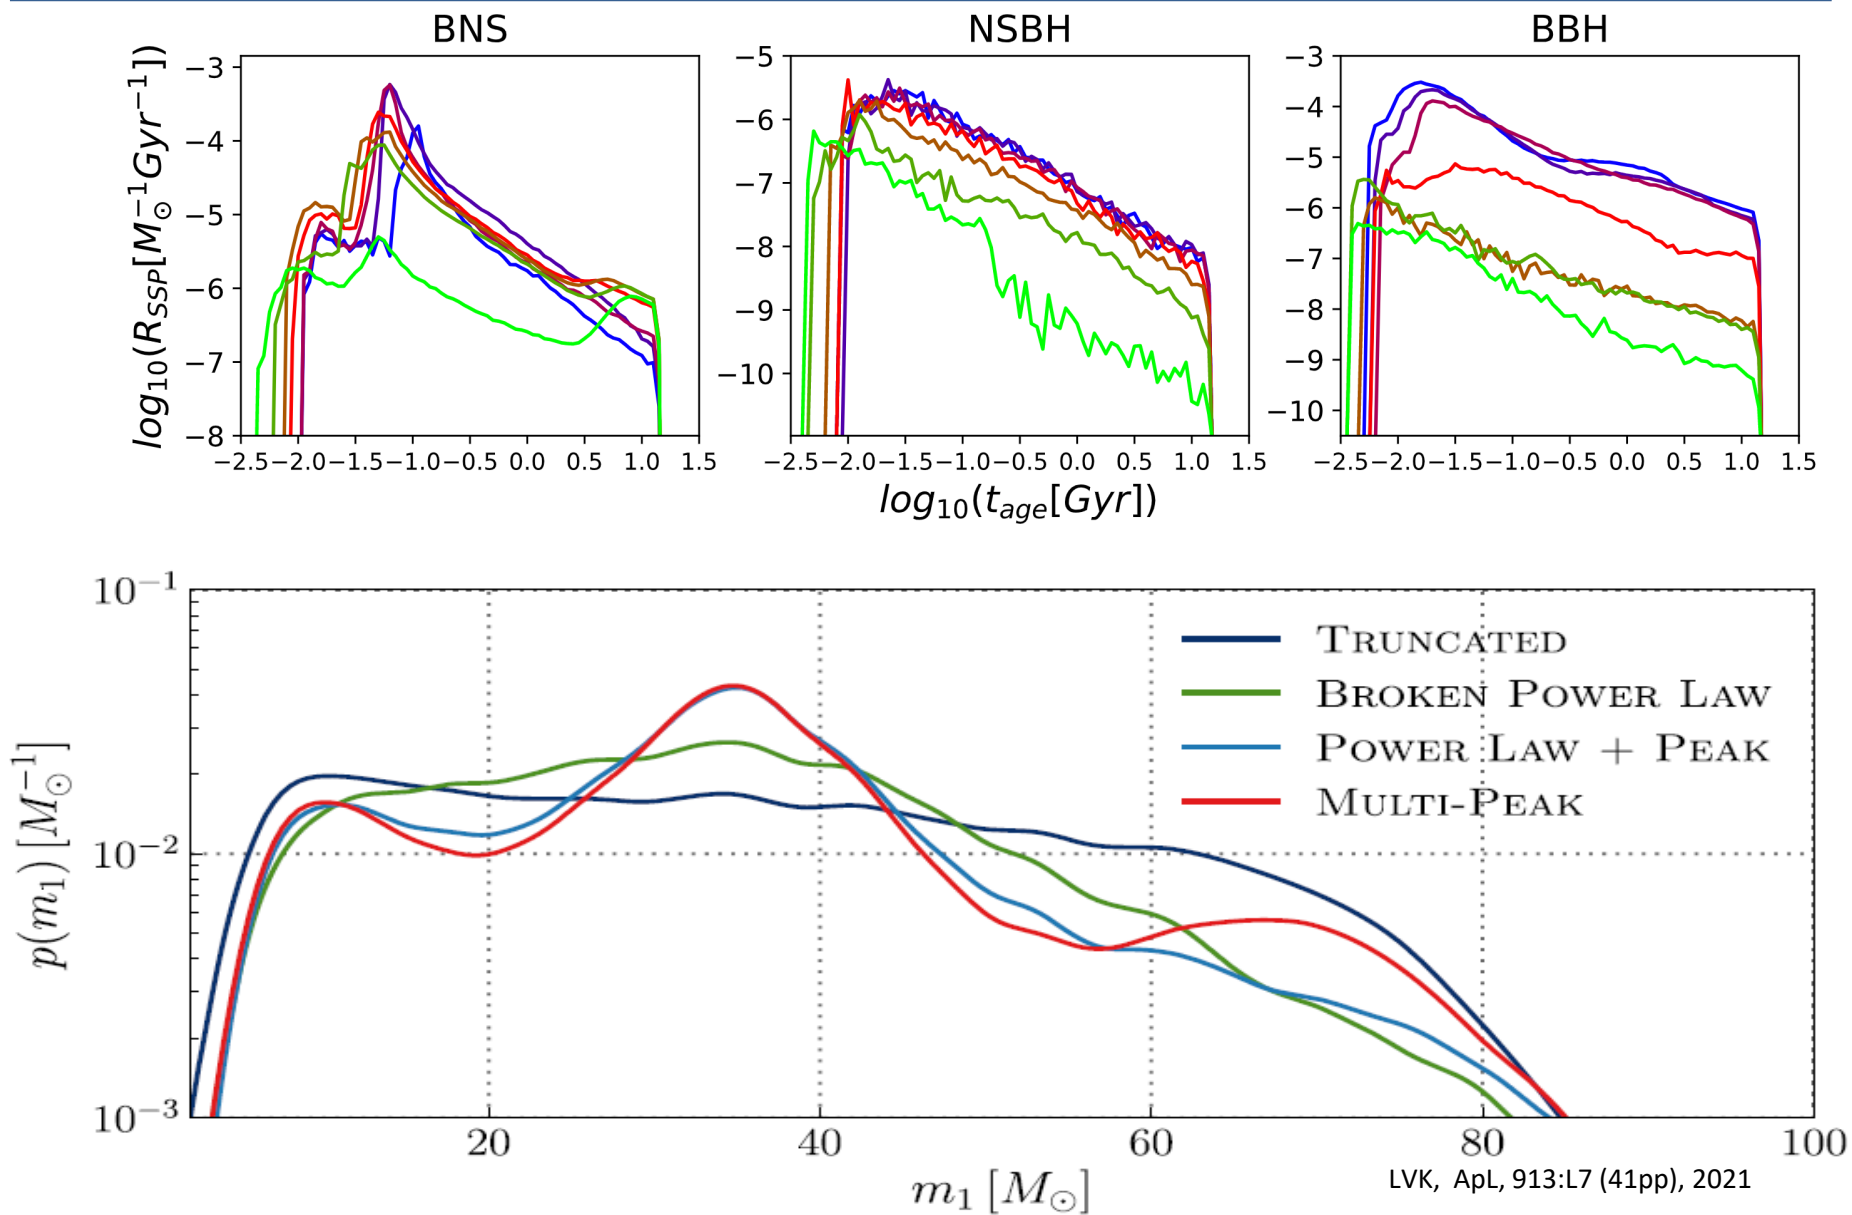 BNS NSBH BBH
log10(R_SSP[M⊙^-1 Gyr^-1])
−3
−4
−5
−6
−7
−8
−5
−6
−7
−8
−9
−10
−3
−4
−5
−6
−7
−8
−9
−10
−2.5 −2.0 −1.5 −1.0 −0.5 0.0 0.5 1.0 1.5
−2.5 −2.0 −1.5 −1.0 −0.5 0.0 0.5 1.0 1.5
−2.5 −2.0 −1.5 −1.0 −0.5 0.0 0.5 1.0 1.5
log10(t_age[Gyr])
p(m1) [M⊙^-1]
10^-1
10^-2
10^-3
TRUNCATED
BROKEN POWER LAW
POWER LAW + PEAK
MULTI-PEAK
20 40 60 80 100
m1 [M⊙]
LVK, ApL, 913:L7 (41pp), 2021